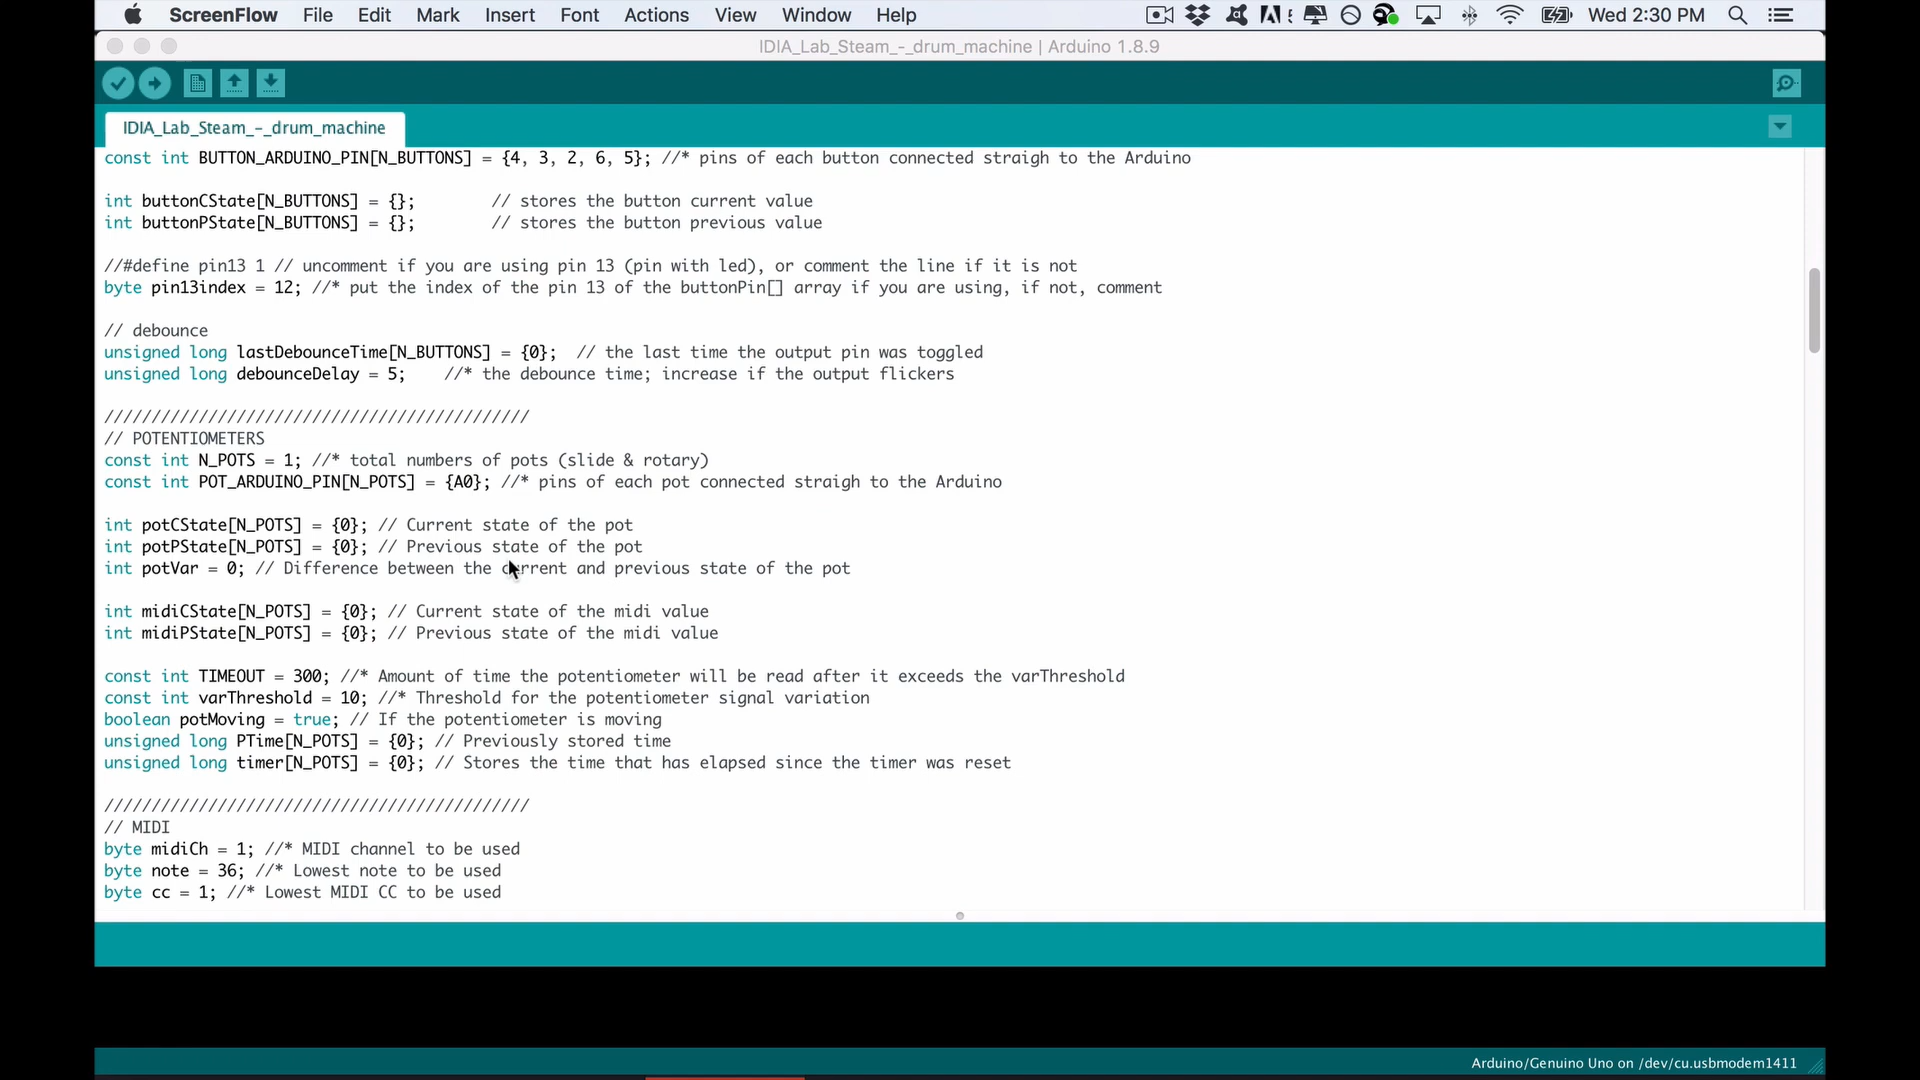 ScreenFlow File Edit Mark Insert Font Actions View Window Help Wed 2:30 PM
IDIA_Lab_Steam_-_drum_machine | Arduino 1.8.9
IDIA_Lab_Steam_-_drum_machine
const int BUTTON_ARDUINO_PIN[N_BUTTONS] = {4, 3, 2, 6, 5}; //* pins of each button connected straigh to the Arduino
int buttonCState[N_BUTTONS] = {};        // stores the button current value
int buttonPState[N_BUTTONS] = {};        // stores the button previous value
//#define pin13 1 // uncomment if you are using pin 13 (pin with led), or comment the line if it is not
byte pin13index = 12; //* put the index of the pin 13 of the buttonPin[] array if you are using, if not, comment
// debounce
unsigned long lastDebounceTime[N_BUTTONS] = {0};  // the last time the output pin was toggled
unsigned long debounceDelay = 5;    //* the debounce time; increase if the output flickers
/////////////////////////////////////////////
// POTENTIOMETERS
const int N_POTS = 1; //* total numbers of pots (slide & rotary)
const int POT_ARDUINO_PIN[N_POTS] = {A0}; //* pins of each pot connected straigh to the Arduino
int potCState[N_POTS] = {0}; // Current state of the pot
int potPState[N_POTS] = {0}; // Previous state of the pot
int potVar = 0; // Difference between the current and previous state of the pot
int midiCState[N_POTS] = {0}; // Current state of the midi value
int midiPState[N_POTS] = {0}; // Previous state of the midi value
const int TIMEOUT = 300; //* Amount of time the potentiometer will be read after it exceeds the varThreshold
const int varThreshold = 10; //* Threshold for the potentiometer signal variation
boolean potMoving = true; // If the potentiometer is moving
unsigned long PTime[N_POTS] = {0}; // Previously stored time
unsigned long timer[N_POTS] = {0}; // Stores the time that has elapsed since the timer was reset
/////////////////////////////////////////////
// MIDI
byte midiCh = 1; //* MIDI channel to be used
byte note = 36; //* Lowest note to be used
byte cc = 1; //* Lowest MIDI CC to be used
Arduino/Genuino Uno on /dev/cu.usbmodem1411